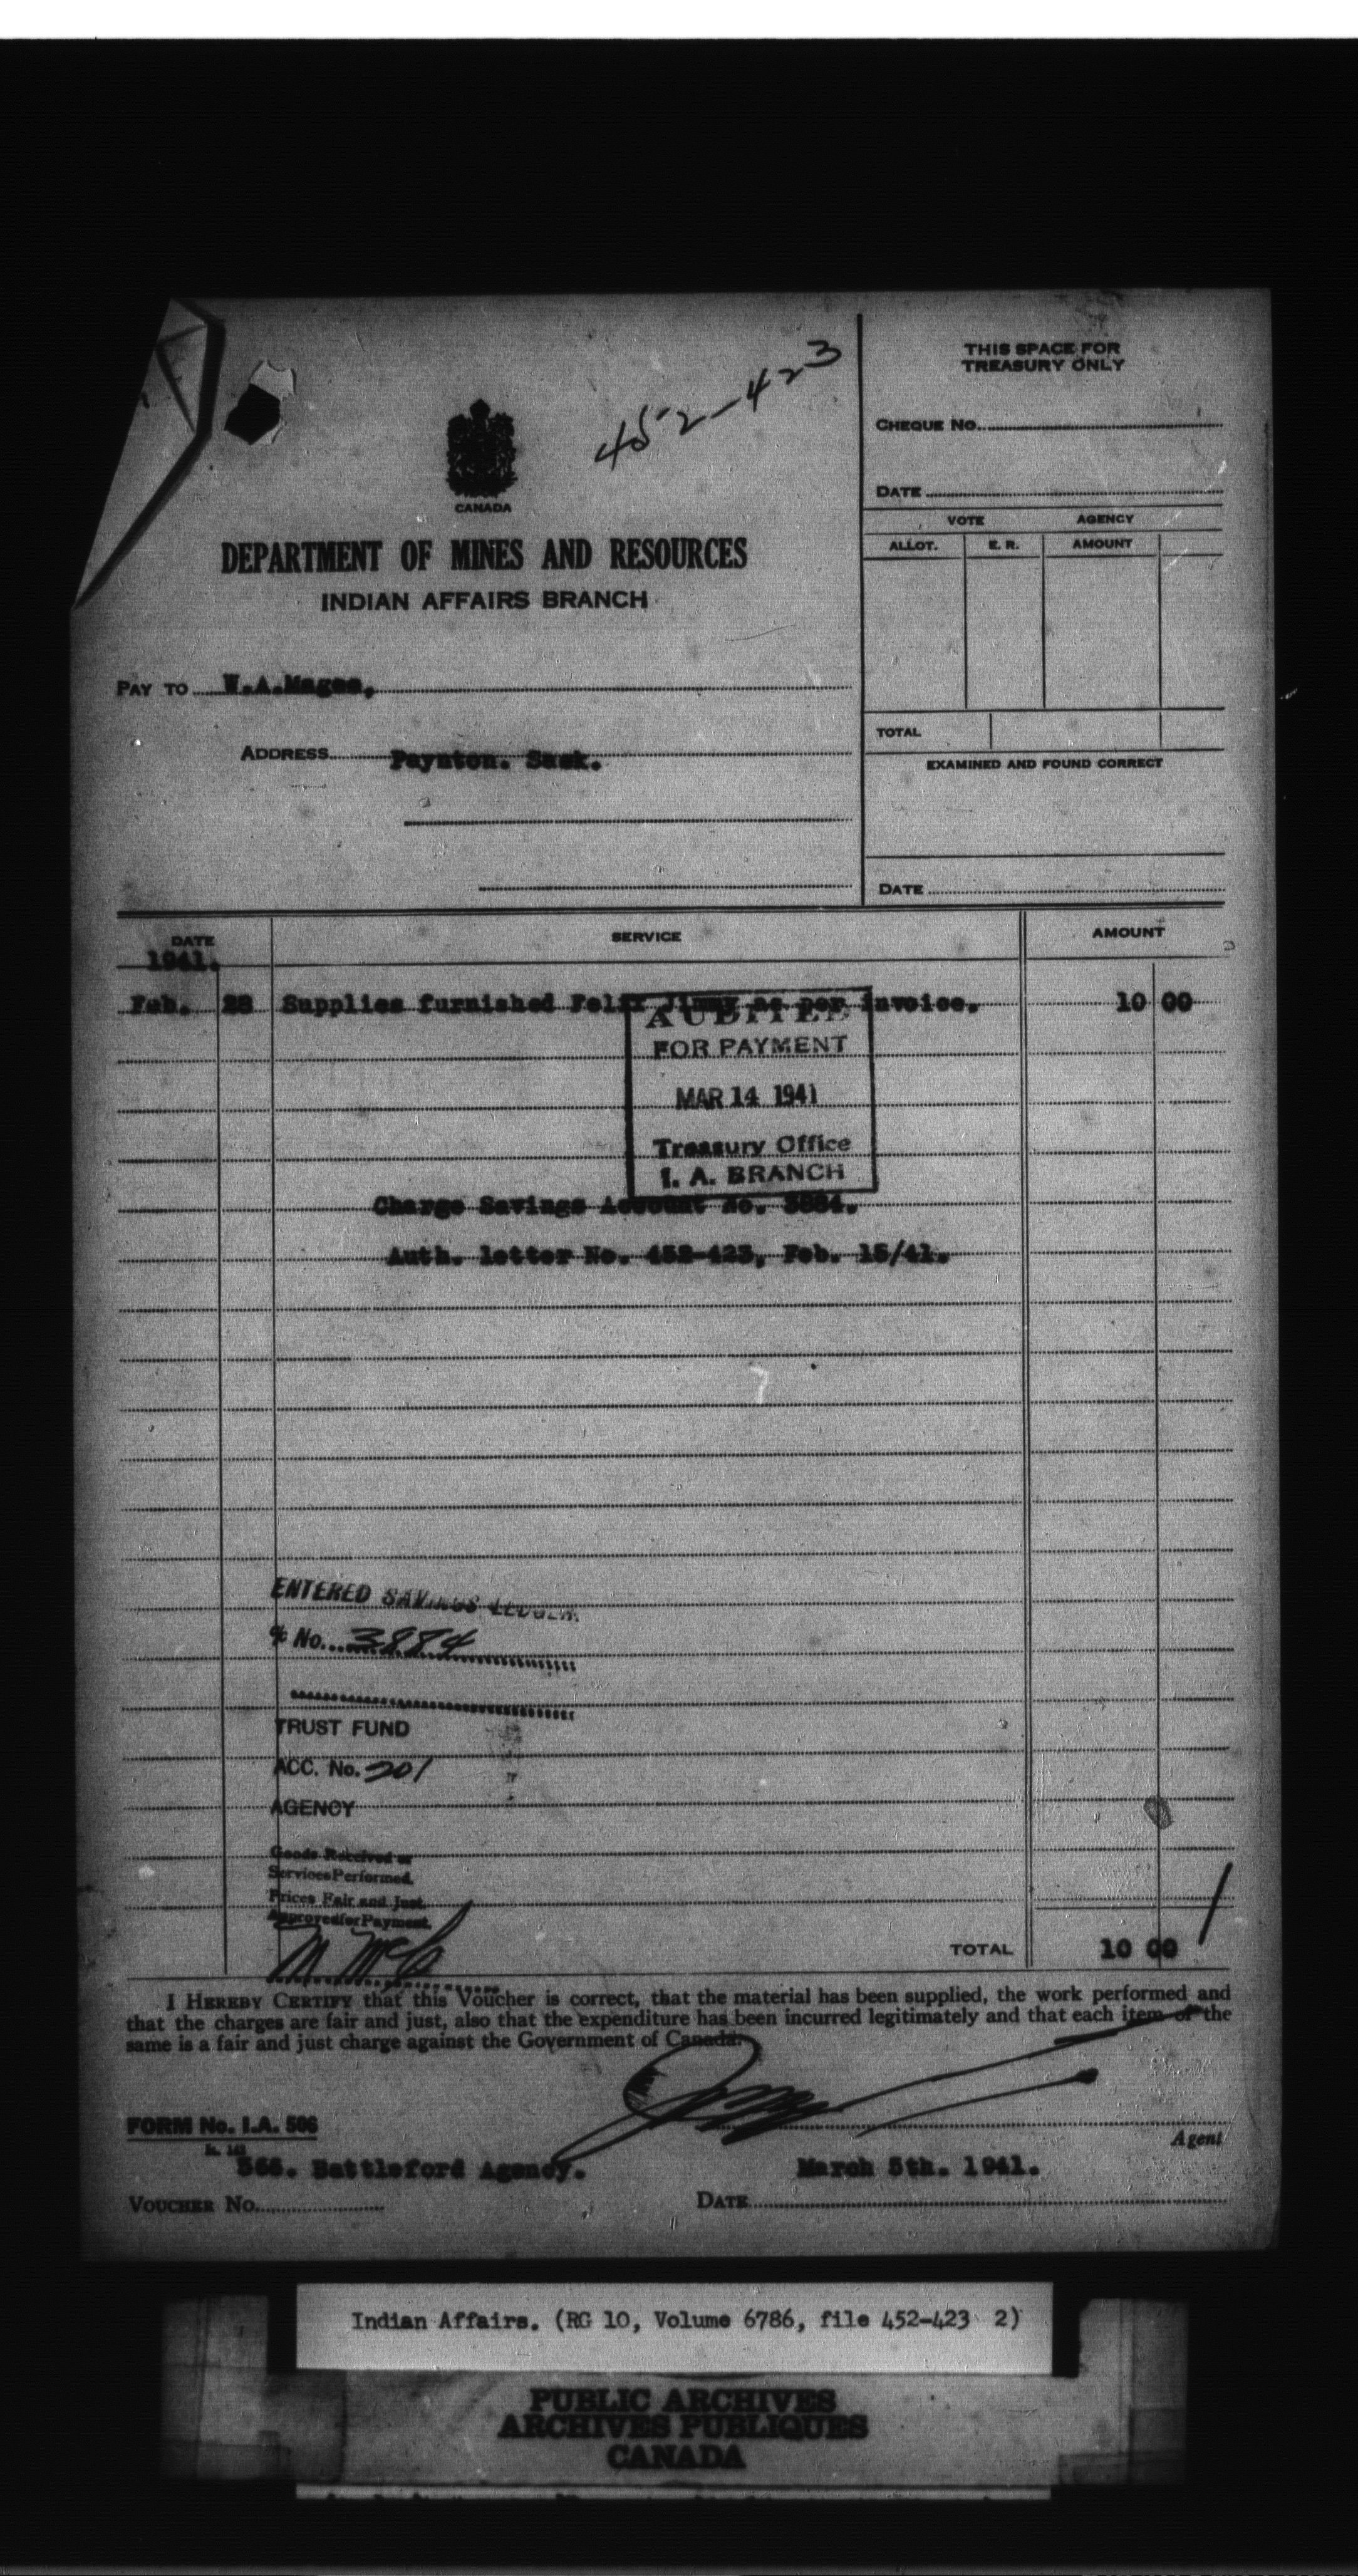 452-423
CANADA
DEPARTMENT OF MINES AND RESOURCES
INDIAN AFFAIRS BRANCH
PAY TO W.A.Magee,
ADDRESS Paynton. Sask.
THIS SPACE FOR
TREASURY ONLY
CHEQUE NO.
DATE
VOTE AGENCY
ALLOT. E. R. AMOUNT
TOTAL
EXAMINED AND FOUND CORRECT
DATE
DATE SERVICE AMOUNT
1941.
Feb. 28 Supplies furnished Felix Jimmy as per invoice. 10 00
AUDITED
FOR PAYMENT
MAR 14 1941
Treasury Office
I. A. BRANCH
Charge Savings Account No. 3884.
Auth. letter No. 452-423, Feb. 15/41.
ENTERED SAVINGS LEDGER
% No. 3884
TRUST FUND
ACC. No. 201
AGENCY
Goods Received or
Services Performed.
Prices Fair and Just.
Approved for Payment.
TOTAL 10 00
I HEREBY CERTIFY that this Voucher is correct, that the material has been supplied, the work performed and
that the charges are fair and just, also that the expenditure has been incurred legitimately and that each item of the
same is a fair and just charge against the Government of Canada.
FORM No. I.A. 506
Agent
566. Battleford Agency. March 5th. 1941.
VOUCHER NO. DATE
Indian Affairs. (RG 10, Volume 6786, file 452-423 2)
PUBLIC ARCHIVES
ARCHIVES PUBLIQUES
CANADA